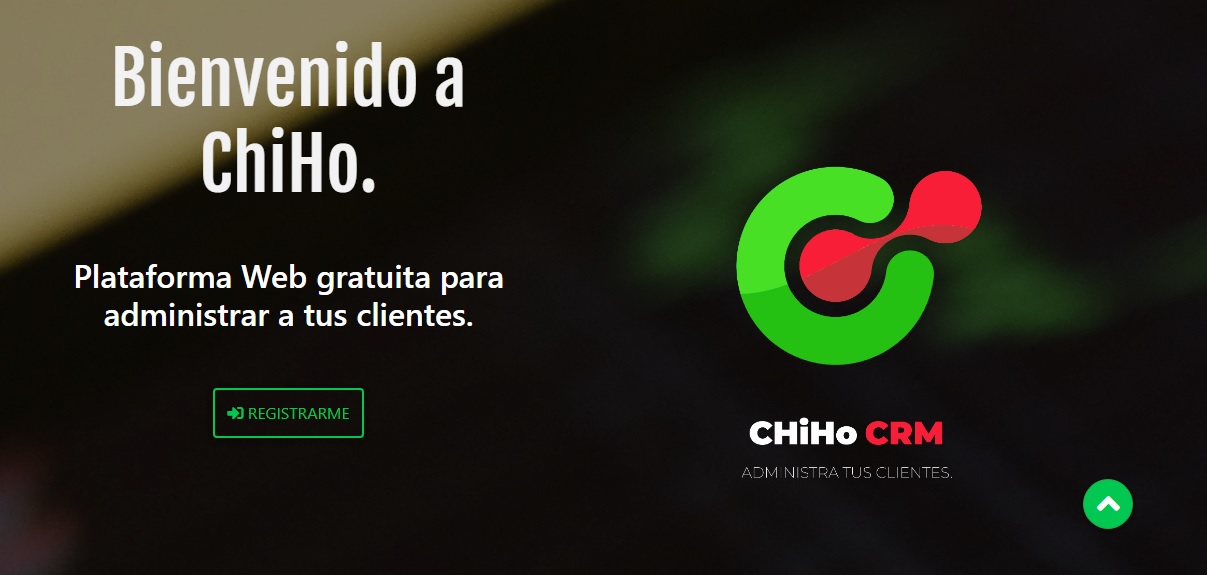 Bienvenido a
ChiHo.
Plataforma Web gratuita para
administrar a tus clientes.
REGISTRARME
CHiHo CRM
ADMINISTRA TUS CLIENTES.